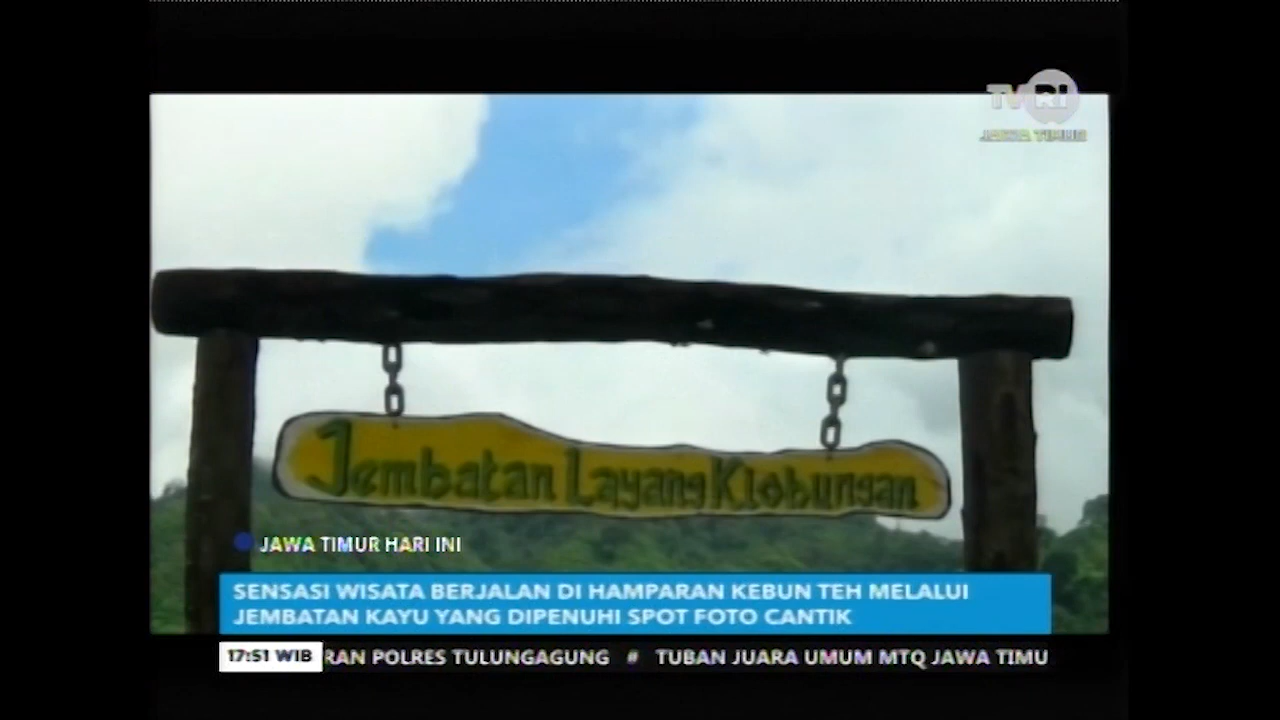 TVRI
JAWA TIMUR
Jembatan Layang Klobungan
JAWA TIMUR HARI INI
SENSASI WISATA BERJALAN DI HAMPARAN KEBUN TEH MELALUI
JEMBATAN KAYU YANG DIPENUHI SPOT FOTO CANTIK
17:51 WIB RAN POLRES TULUNGAGUNG # TUBAN JUARA UMUM MTQ JAWA TIMU